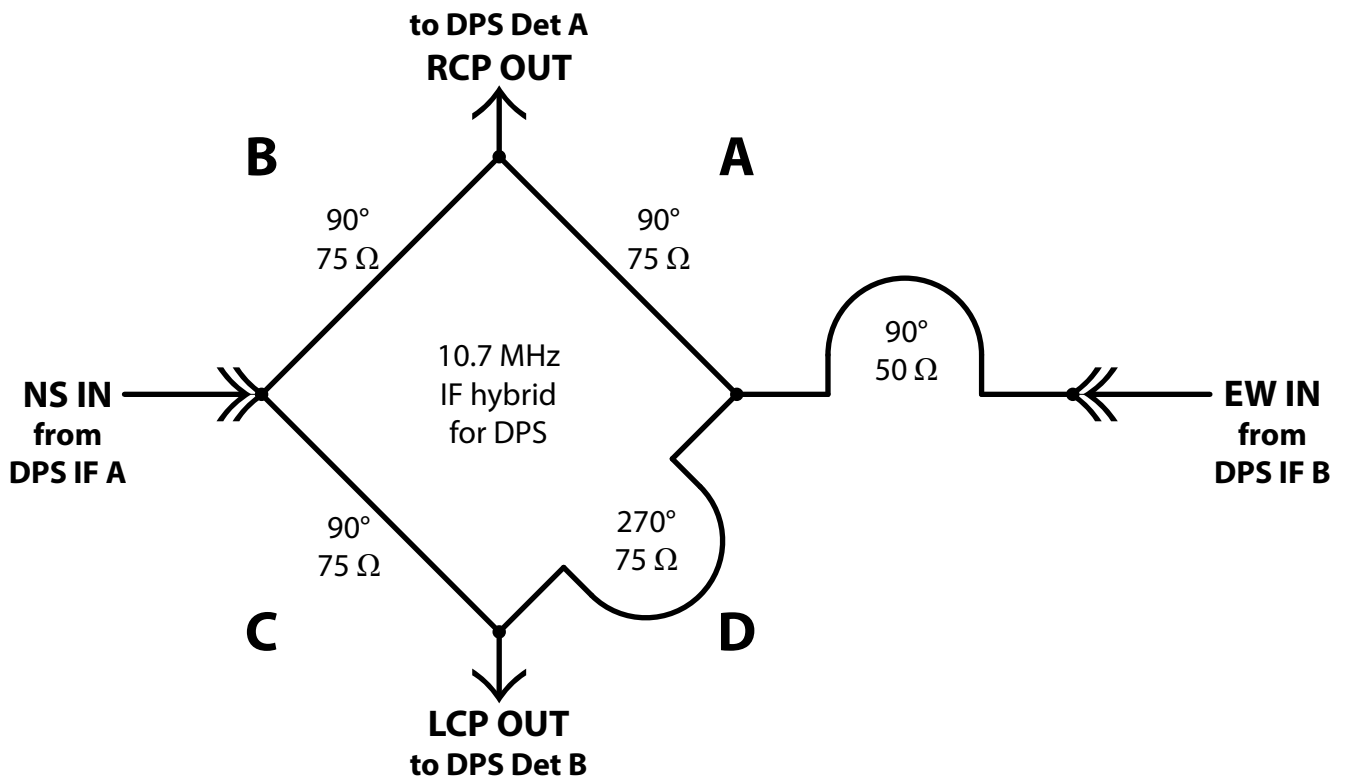 to DPS Det A
RCP OUT
B
A
90°
75 Ω
90°
75 Ω
90°
50 Ω
10.7 MHz
IF hybrid
for DPS
NS IN
from
DPS IF A
EW IN
from
DPS IF B
90°
75 Ω
270°
75 Ω
C
D
LCP OUT
to DPS Det B